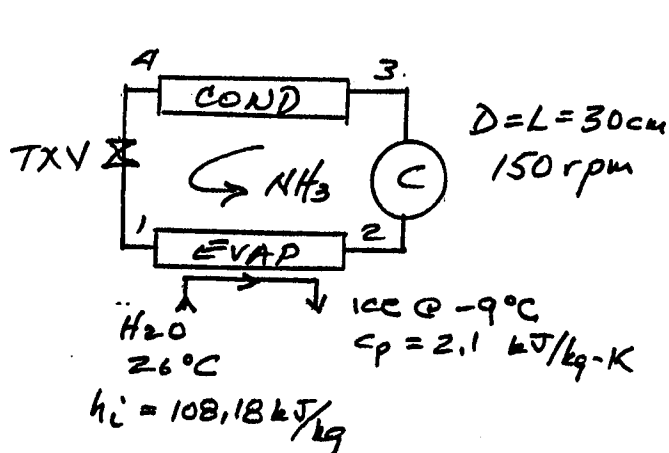 4
3.
COND
D=L=30cm
TXV
NH3
C
150 rpm
1
2
EVAP
H20
ICE @ -9°C
26°C
cp = 2.1 kJ/kg-K
hi = 108,18 kJ/kg